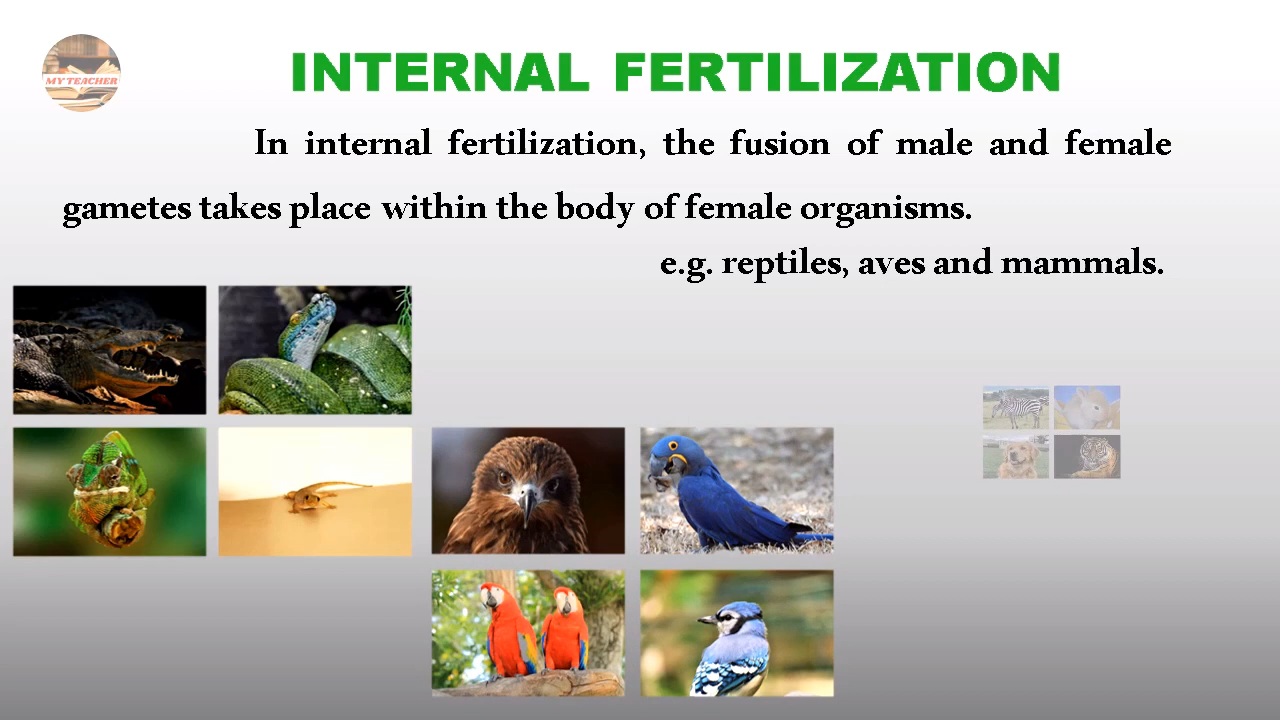 MY TEACHER
INTERNAL FERTILIZATION
In internal fertilization, the fusion of male and female
gametes takes place within the body of female organisms.
e.g. reptiles, aves and mammals.